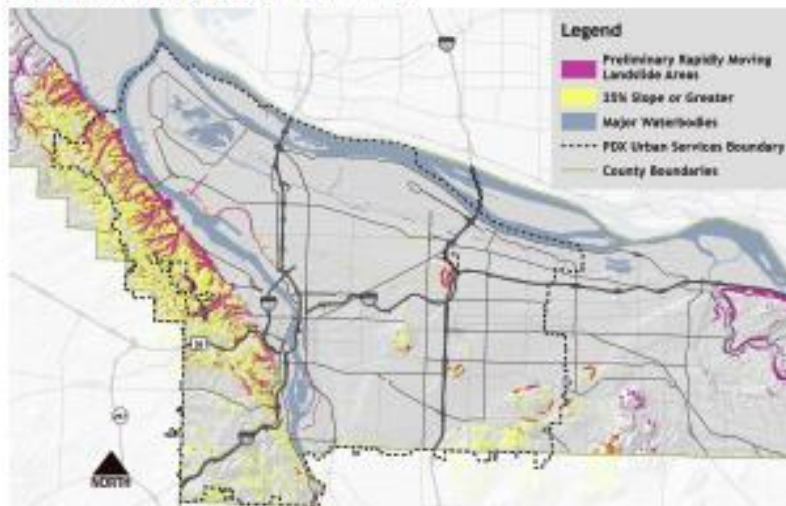 Legend
Preliminary Rapidly Moving
Landslide Areas
25% Slope or Greater
Major Waterbodies
PDX Urban Services Boundary
County Boundaries
NORTH